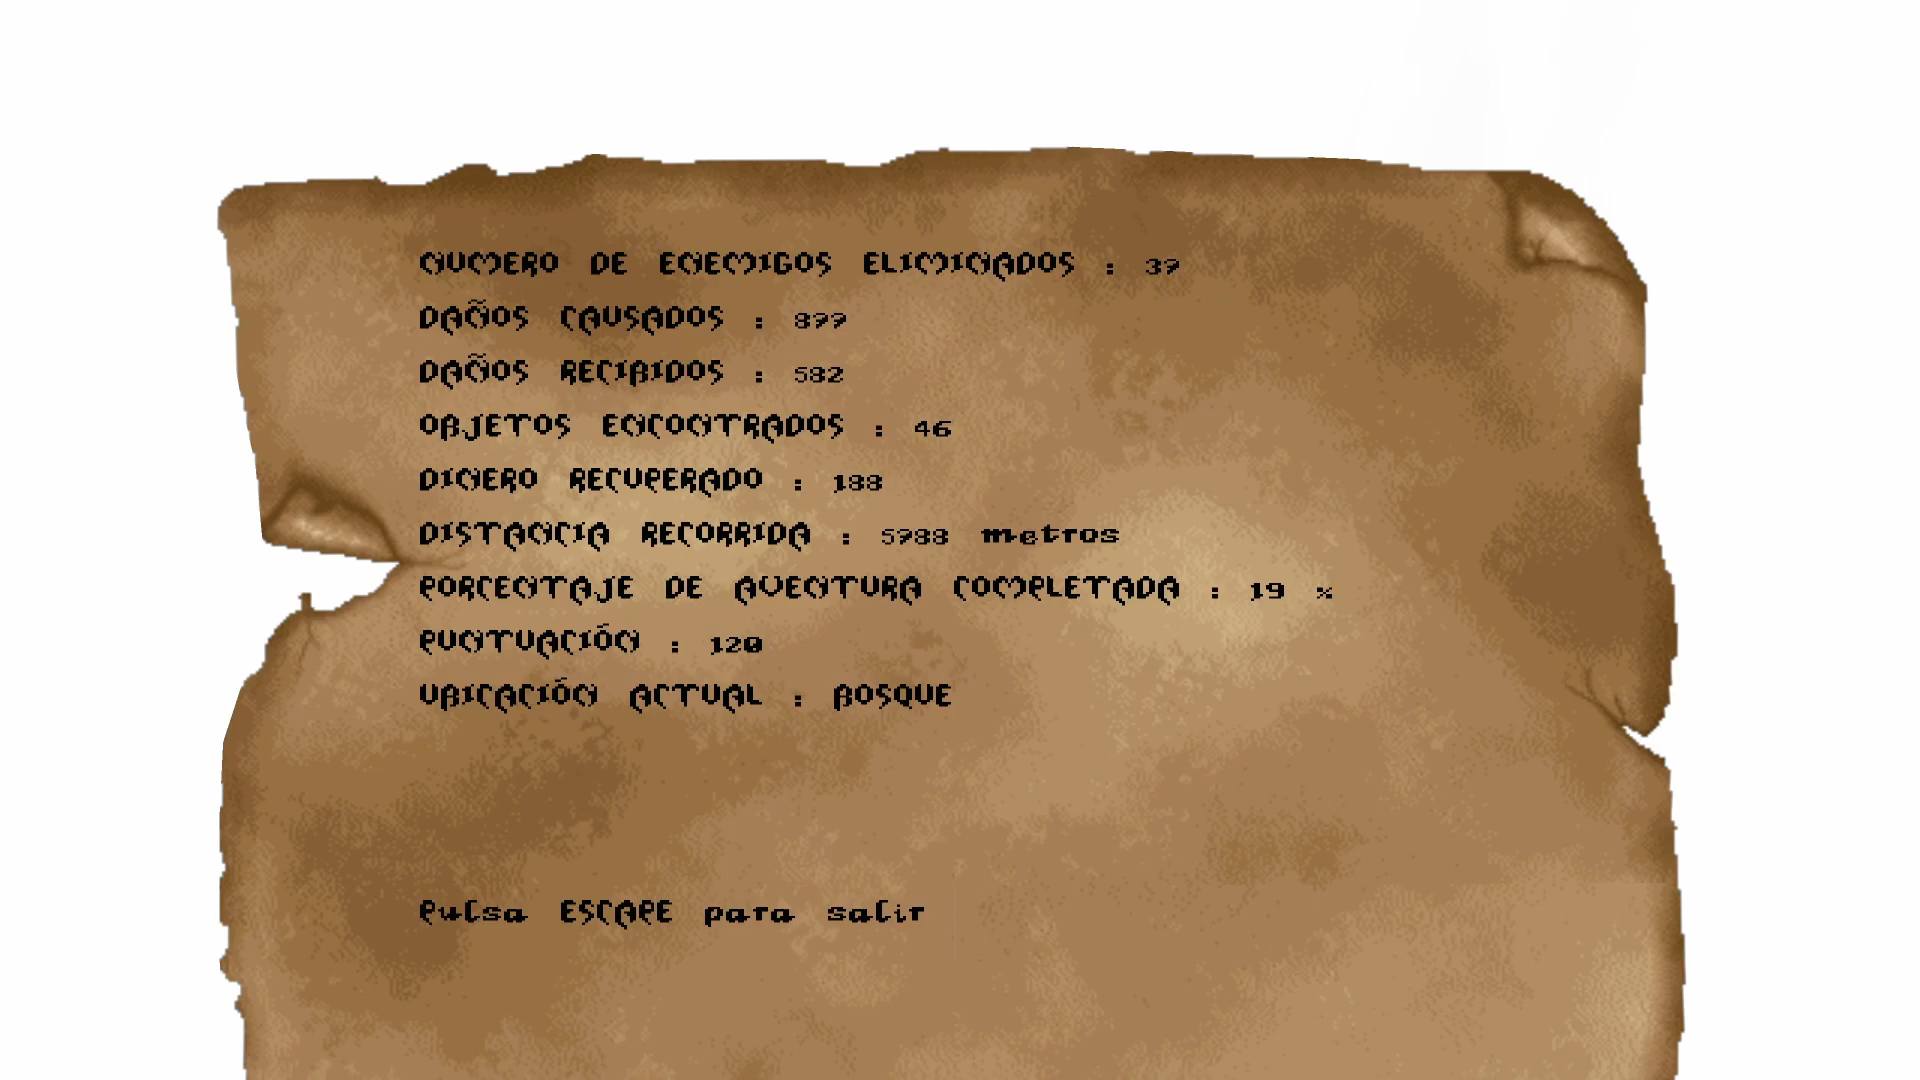 NUMERO DE ENEMIGOS ELIMINADOS : 37
DAÑOS CAUSADOS : 877
DAÑOS RECIBIDOS : 582
OBJETOS ENCONTRADOS : 46
DINERO RECUPERADO : 188
DISTANCIA RECORRIDA : 5788 metros
PORCENTAJE DE AVENTURA COMPLETADA : 19 %
PUNTUACIÓN : 120
UBICACIÓN ACTUAL : BOSQUE
Pulsa ESCAPE para salir